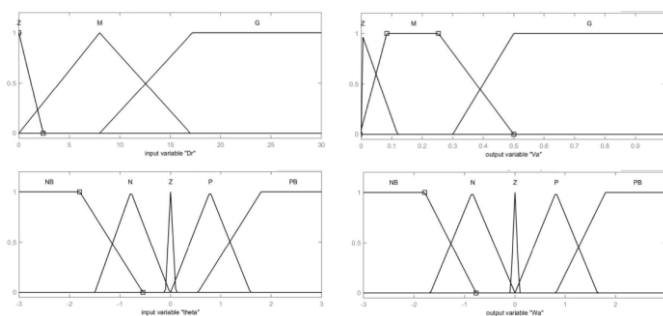 Z M G
1
0.5
0
0 5 10 15 20 25 30
input variable "Dr"
Z M G
1
0.5
0
0 0.1 0.2 0.3 0.4 0.5 0.6 0.7 0.8 0.9
output variable "Va"
NB N Z P PB
1
0.5
0
-3 -2 -1 0 1 2 3
input variable "theta"
NB N Z P PB
1
0.5
0
-3 -2 -1 0 1 2
output variable "Wa"